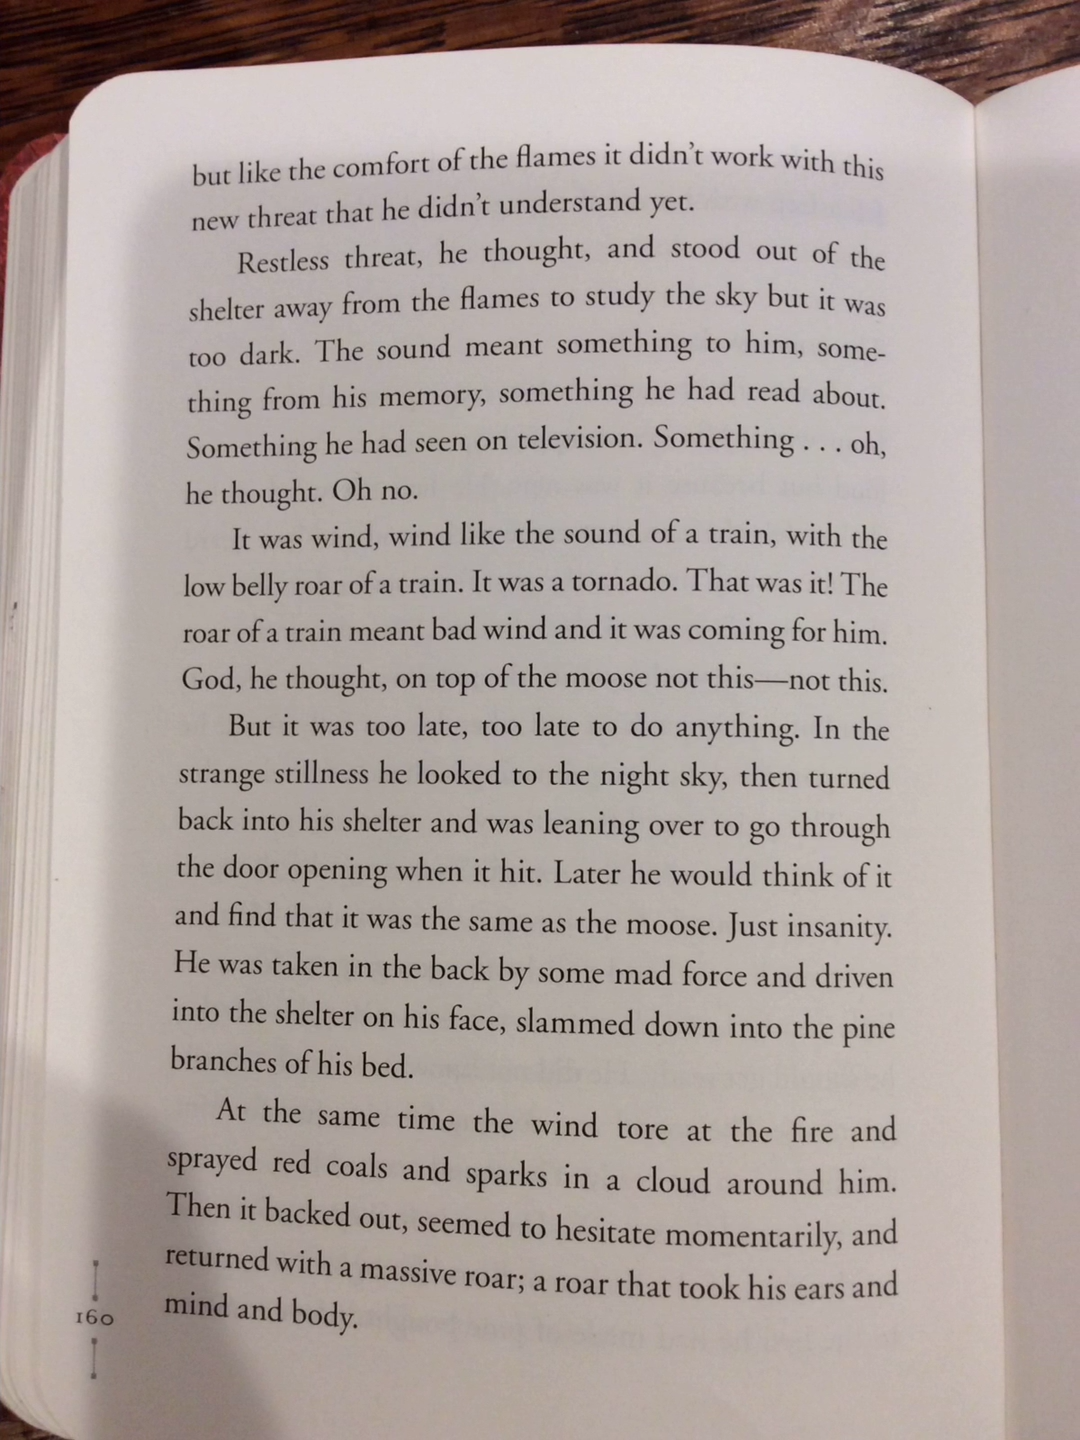 but like the comfort of the flames it didn't work with this
new threat that he didn't understand yet.
Restless threat, he thought, and stood out of the
shelter away from the flames to study the sky but it was
too dark. The sound meant something to him, some-
thing from his memory, something he had read about.
Something he had seen on television. Something . . . oh,
he thought. Oh no.
It was wind, wind like the sound of a train, with the
low belly roar of a train. It was a tornado. That was it! The
roar of a train meant bad wind and it was coming for him.
God, he thought, on top of the moose not this—not this.
But it was too late, too late to do anything. In the
strange stillness he looked to the night sky, then turned
back into his shelter and was leaning over to go through
the door opening when it hit. Later he would think of it
and find that it was the same as the moose. Just insanity.
He was taken in the back by some mad force and driven
into the shelter on his face, slammed down into the pine
branches of his bed.
At the same time the wind tore at the fire and
sprayed red coals and sparks in a cloud around him.
Then it backed out, seemed to hesitate momentarily, and
returned with a massive roar; a roar that took his ears and
mind and body.
160